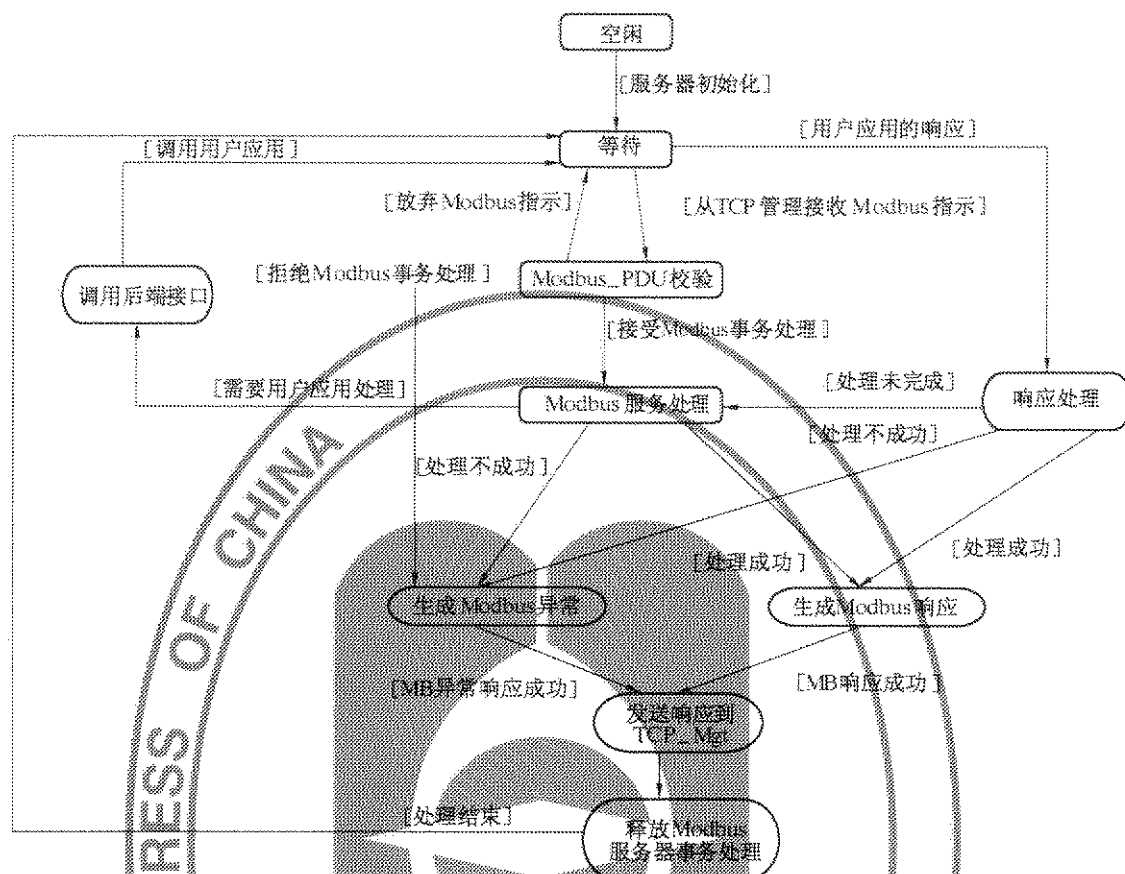 空闲
[服务器初始化]
等待
[用户应用的响应]
[调用用户应用]
[放弃Modbus指示]
[从TCP管理接收Modbus指示]
[拒绝Modbus事务处理]
Modbus_PDU校验
调用后端接口
[接受Modbus事务处理]
[需要用户应用处理]
Modbus 服务处理
[处理未完成]
响应处理
[处理不成功]
[处理不成功]
[处理成功]
[处理成功]
生成 Modbus异常
生成Modbus响应
[MB异常响应成功]
[MB响应成功]
发送响应到
TCP_Mgt
[处理结束]
释放Modbus
服务器事务处理
RESS OF CHINA